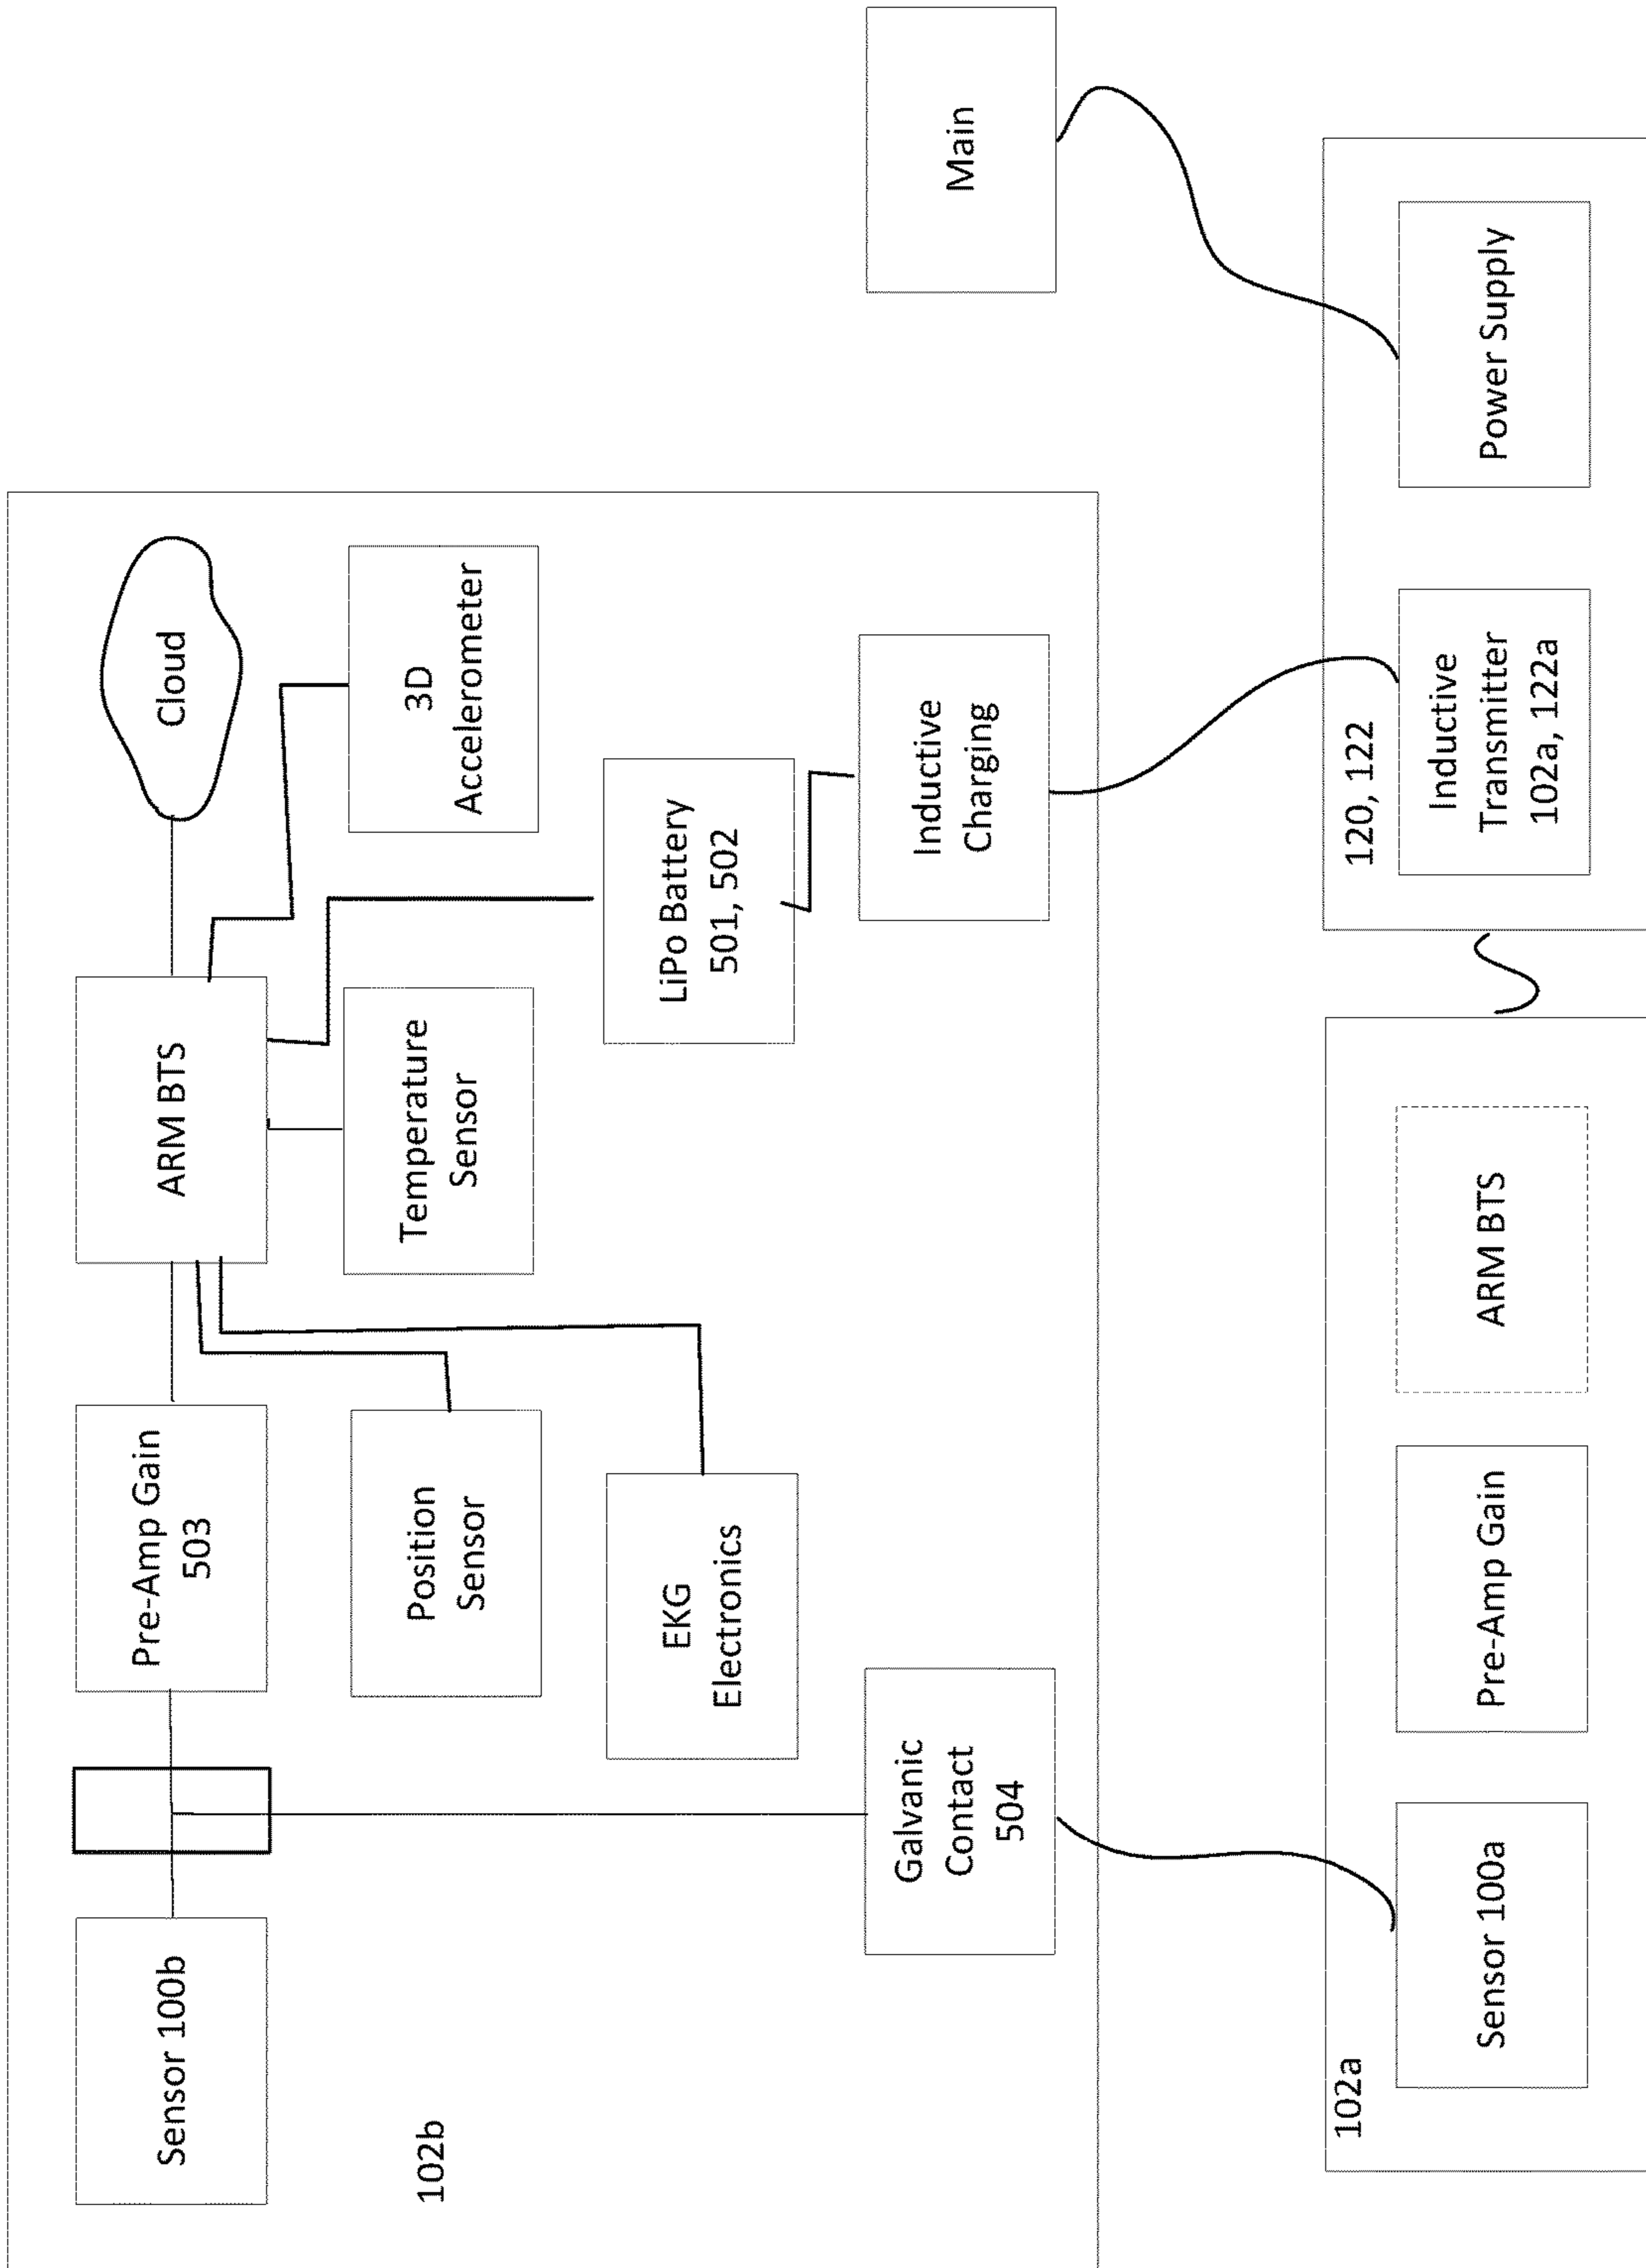 Sensor 100b
Pre-Amp Gain
503
ARM BTS
Cloud
Position
Sensor
Temperature
Sensor
3D
Accelerometer
102b
EKG
Electronics
LiPo Battery
501, 502
Galvanic
Contact
504
Inductive
Charging
Main
102a
Sensor 100a
Pre-Amp Gain
ARM BTS
120, 122
Inductive
Transmitter
102a, 122a
Power Supply